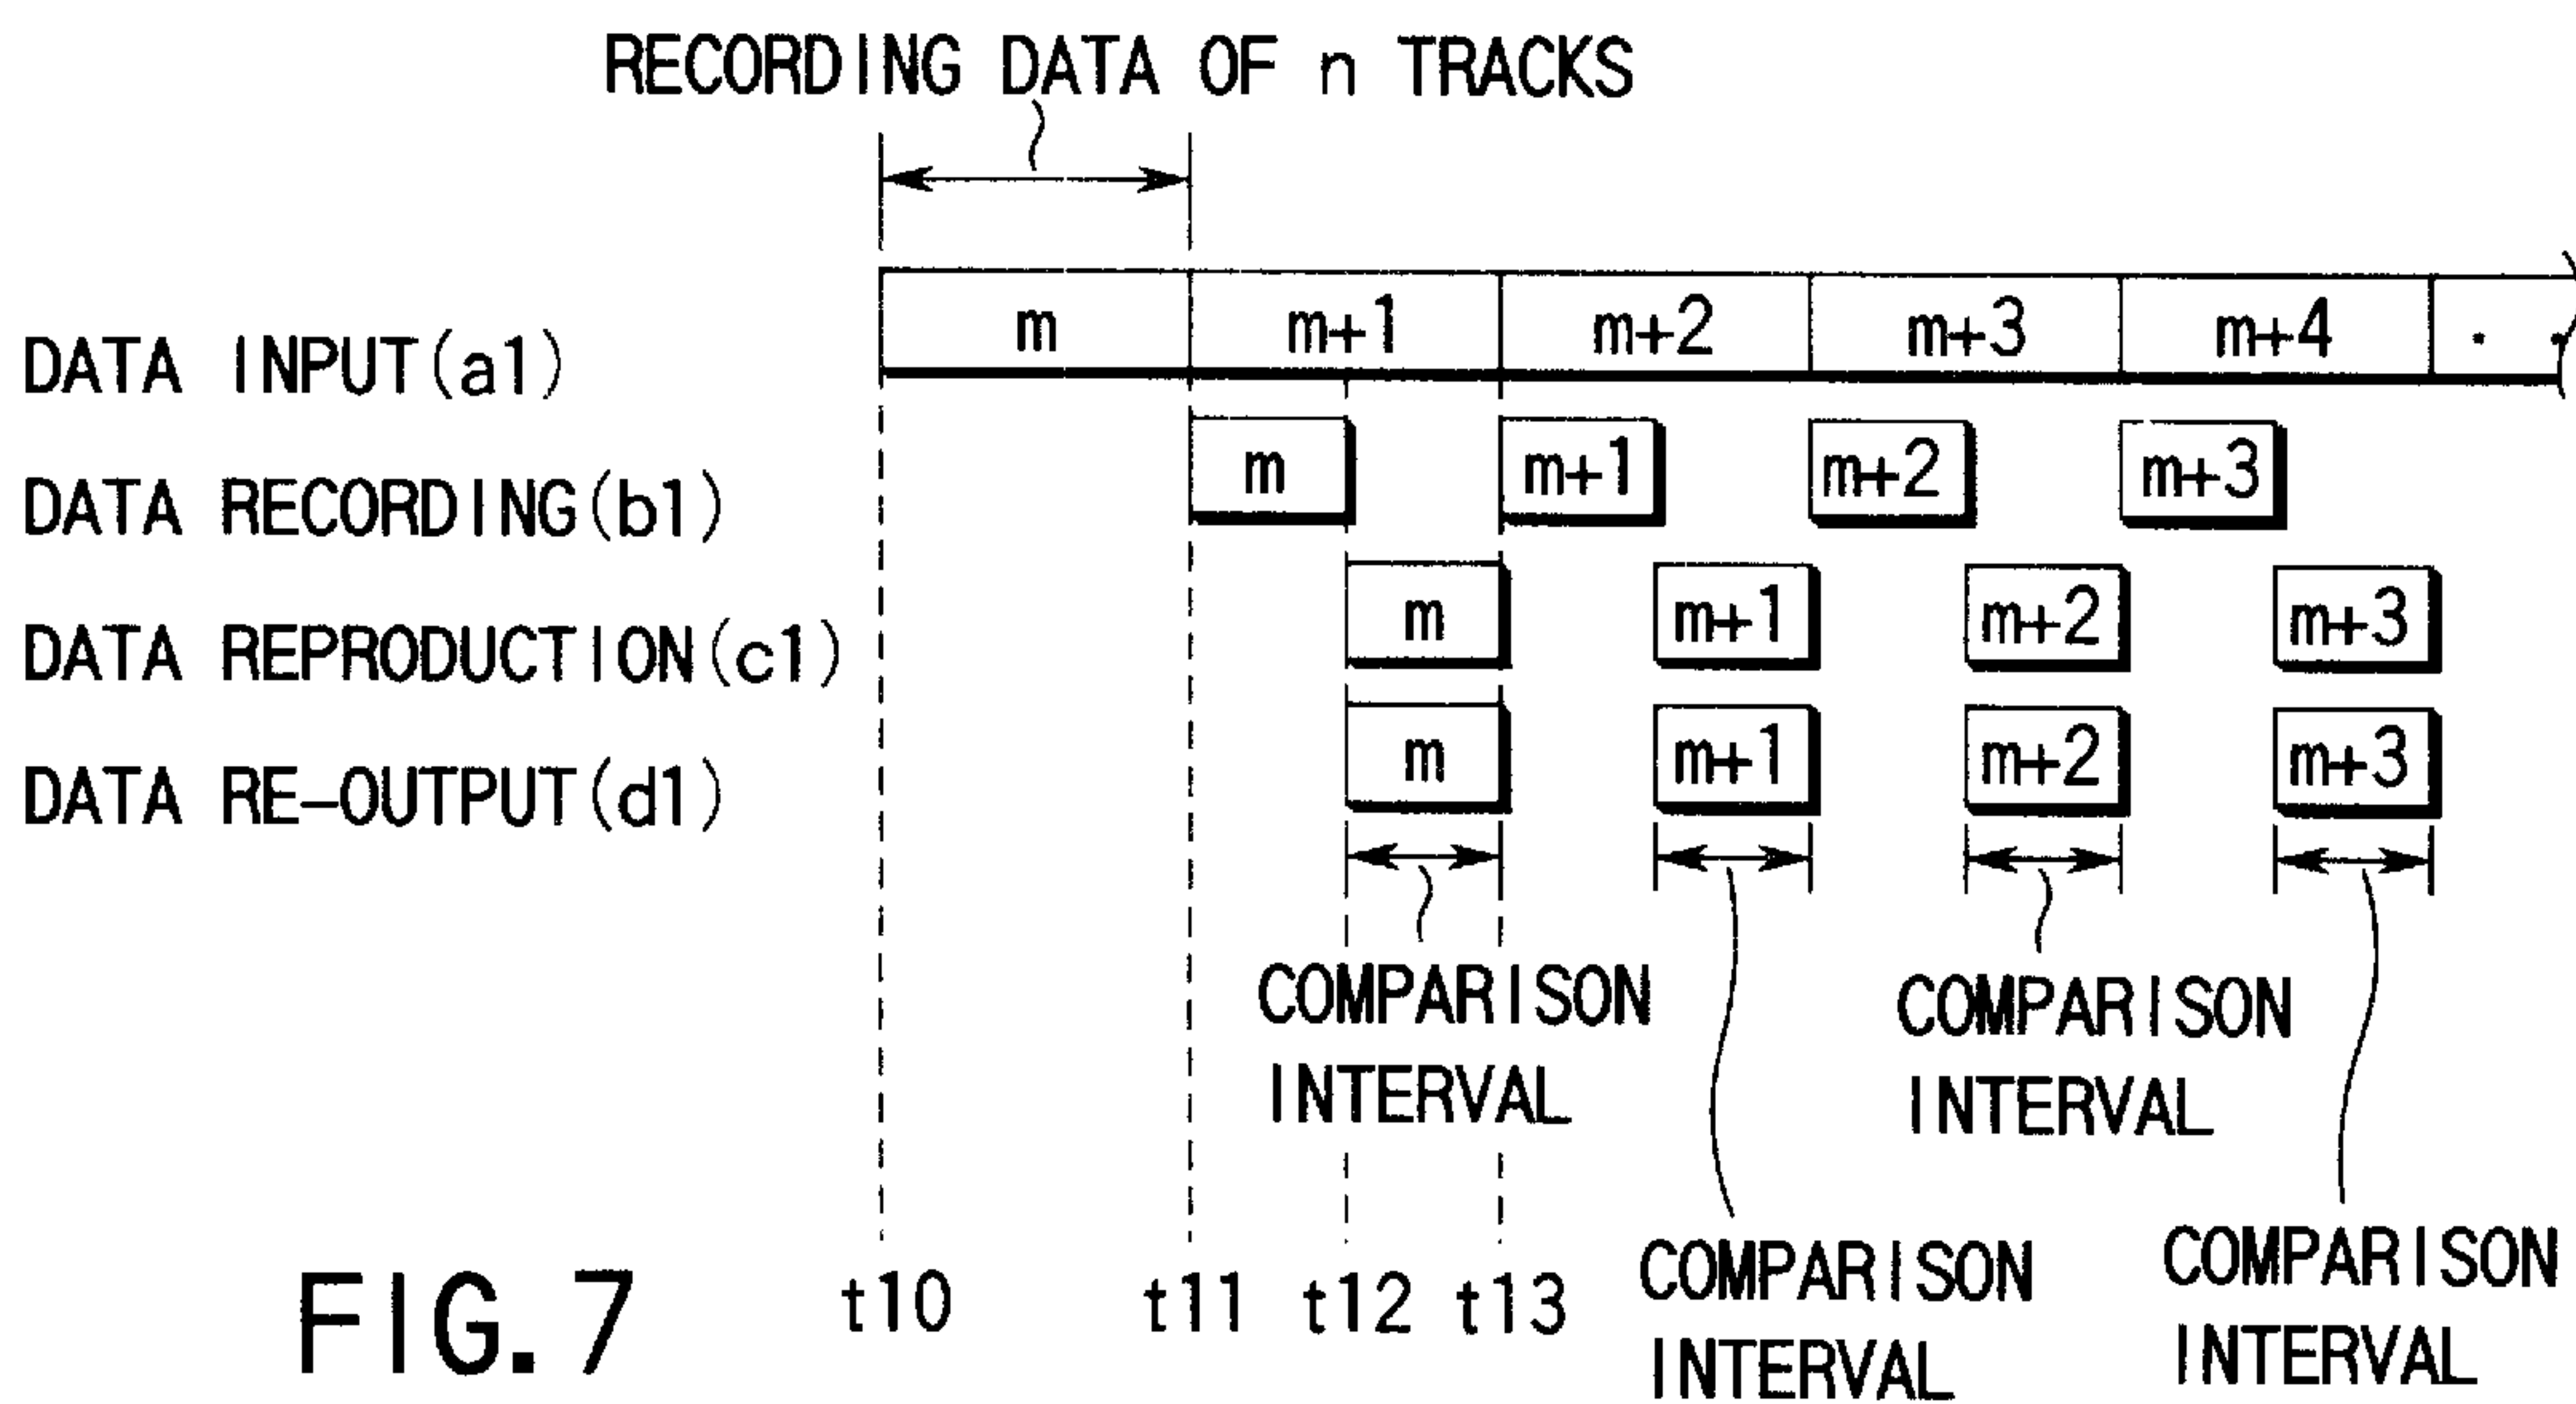 RECORDING DATA OF n TRACKS
DATA INPUT(a1)
m m+1 m+2 m+3 m+4 . .
DATA RECORDING(b1)
m m+1 m+2 m+3
DATA REPRODUCTION(c1)
m m+1 m+2 m+3
DATA RE-OUTPUT(d1)
m m+1 m+2 m+3
COMPARISON
INTERVAL
COMPARISON
INTERVAL
COMPARISON
INTERVAL
COMPARISON
INTERVAL
t10 t11 t12 t13
FIG. 7